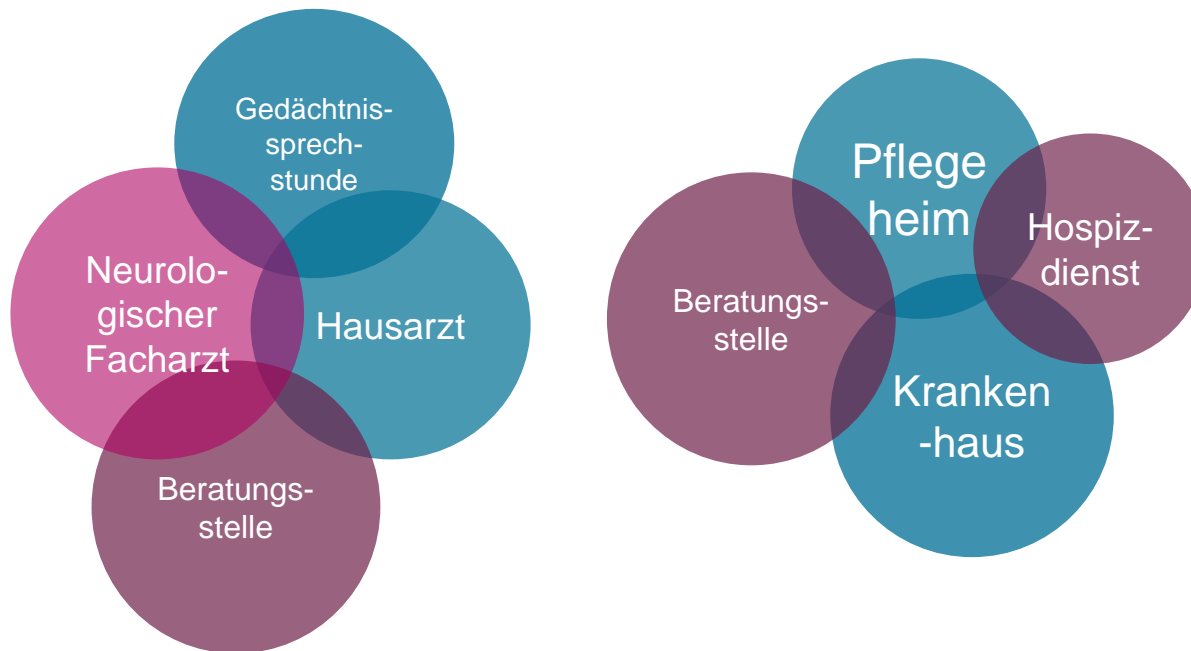 Gedächtnis-
sprech-
stunde
Neurolo-
gischer
Facharzt
Hausarzt
Beratungs-
stelle
Pflege
heim
Hospiz-
dienst
Beratungs-
stelle
Kranken
-haus